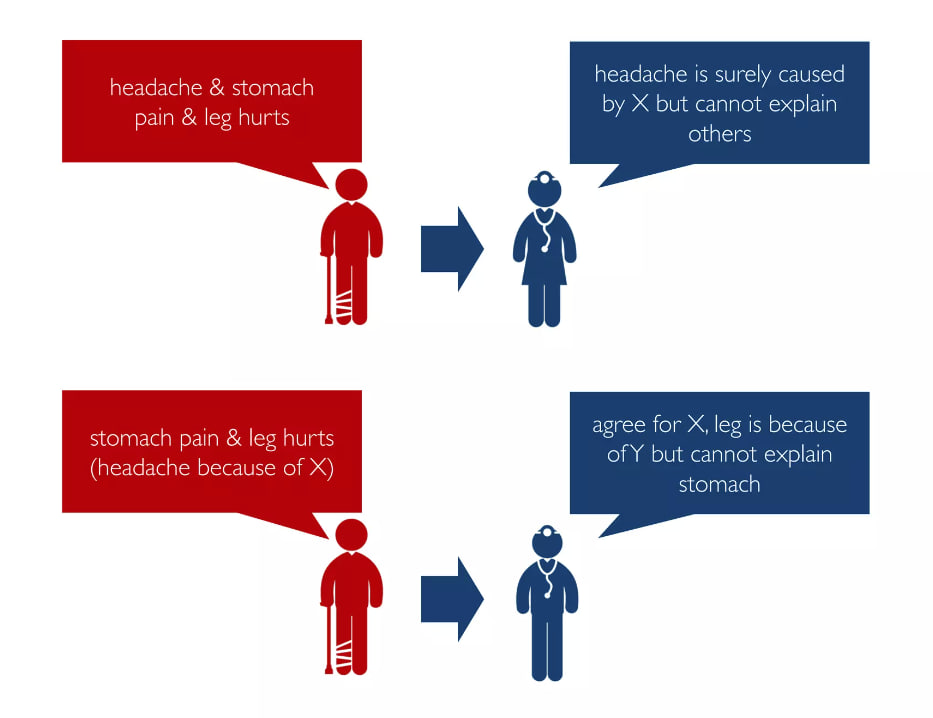 headache & stomach
pain & leg hurts
headache is surely caused
by X but cannot explain
others
stomach pain & leg hurts
(headache because of X)
agree for X, leg is because
of Y but cannot explain
stomach